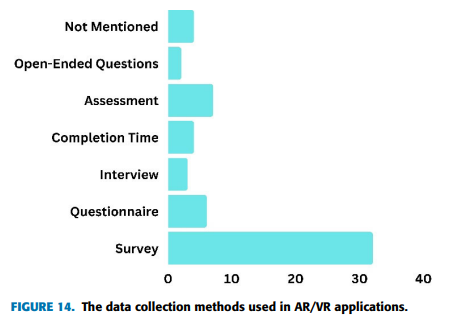 Not Mentioned
Open-Ended Questions
Assessment
Completion Time
Interview
Questionnaire
Survey
0 10 20 30 40
FIGURE 14. The data collection methods used in AR/VR applications.